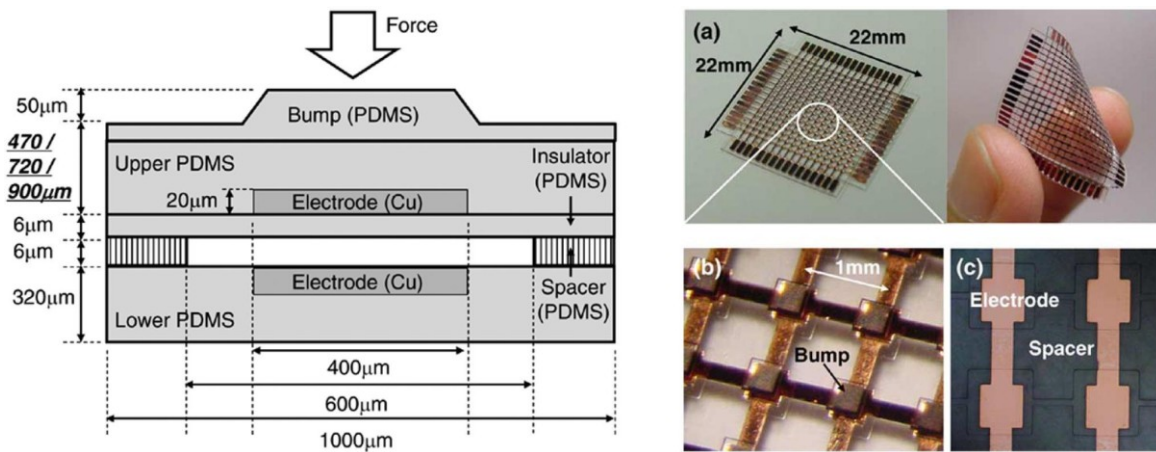 Force
50μm
Bump (PDMS)
470 /
720 /
900μm
Upper PDMS
Insulator
(PDMS)
20μm
Electrode (Cu)
6μm
6μm
Electrode (Cu)
320μm
Spacer
(PDMS)
Lower PDMS
400μm
600μm
1000μm
(a)
22mm
22mm
(b)
1mm
Bump
(c)
Electrode
Spacer